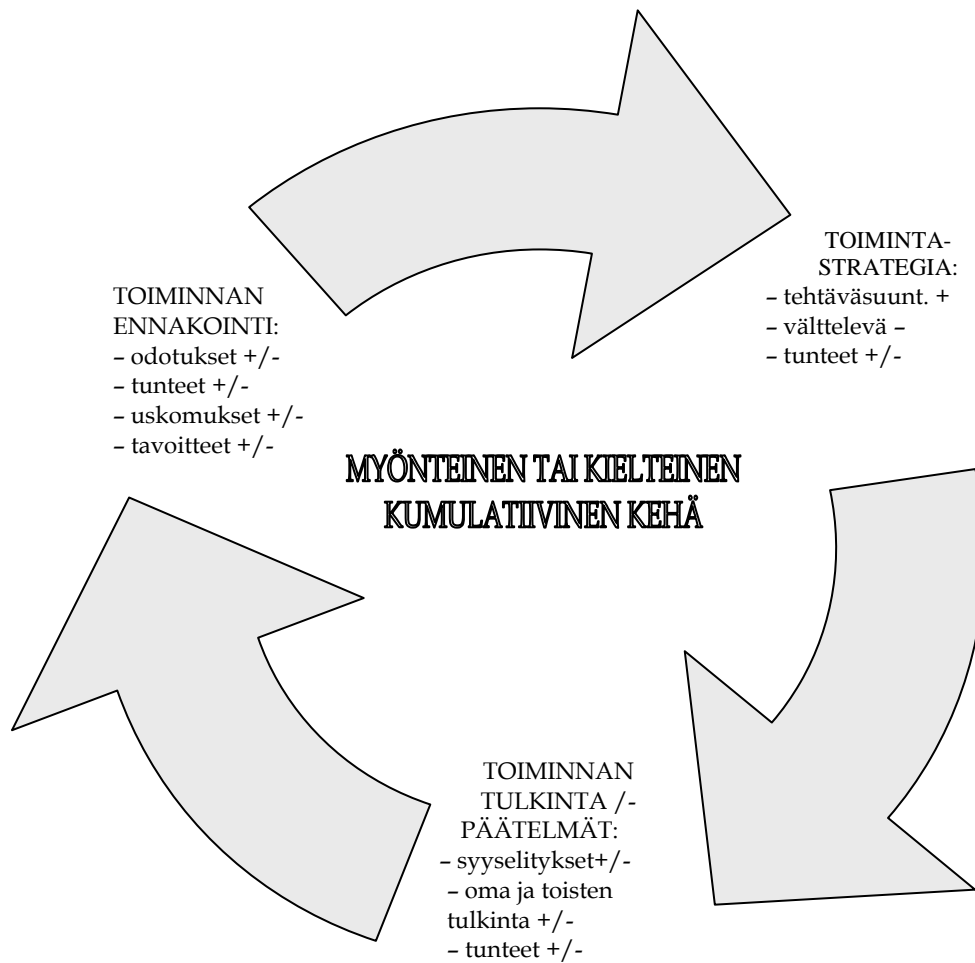 TOIMINTA-
STRATEGIA:
– tehtäväsuunt. +
– välttelevä –
– tunteet +/-
TOIMINNAN
ENNAKOINTI:
– odotukset +/-
– tunteet +/-
– uskomukset +/-
– tavoitteet +/-
MYÖNTEINEN TAI KIELTEINEN
KUMULATIIVINEN KEHÄ
TOIMINNAN
TULKINTA /-
PÄÄTELMÄT:
– syyselitykset+/-
– oma ja toisten
tulkinta +/-
– tunteet +/-